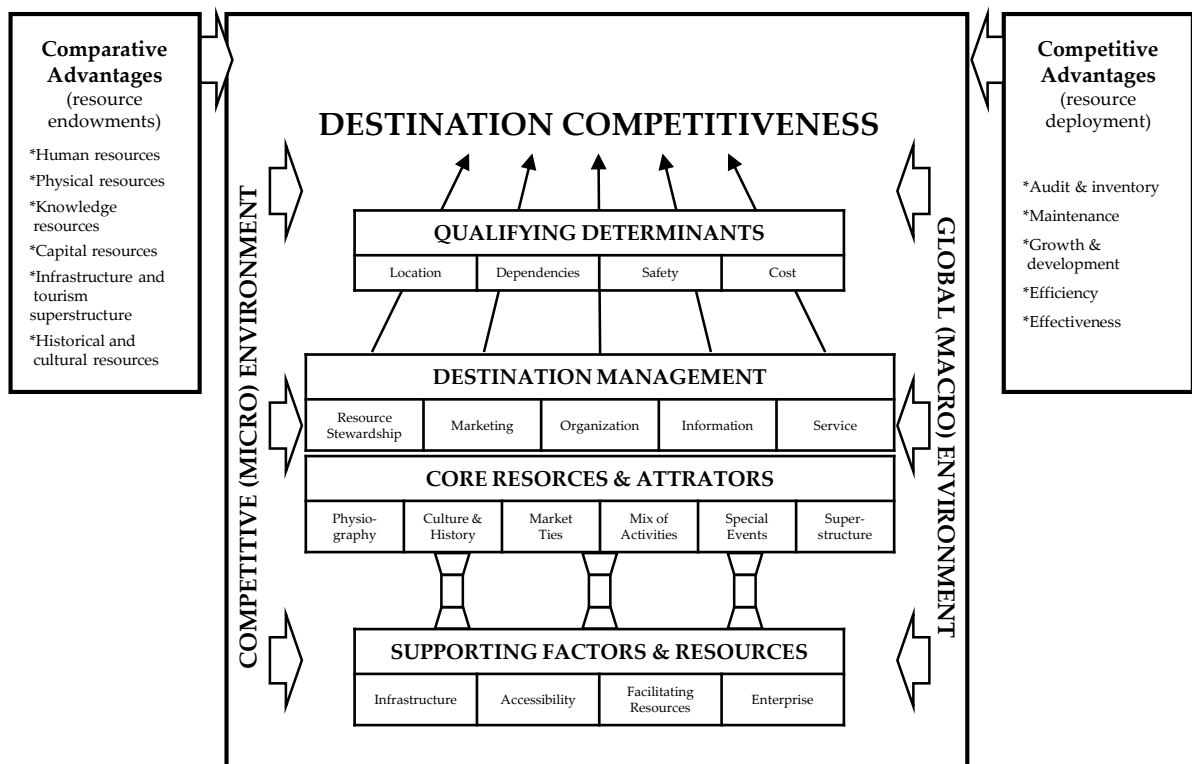 Comparative
Advantages
(resource
endowments)
*Human resources
*Physical resources
*Knowledge
resources
*Capital resources
*Infrastructure and
tourism
superstructure
*Historical and
cultural resources
COMPETITIVE (MICRO) ENVIRONMENT
DESTINATION COMPETITIVENESS
QUALIFYING DETERMINANTS
Location
Dependencies
Safety
Cost
DESTINATION MANAGEMENT
Resource
Stewardship
Marketing
Organization
Information
Service
CORE RESORCES & ATTRATORS
Physio-
graphy
Culture &
History
Market
Ties
Mix of
Activities
Special
Events
Super-
structure
SUPPORTING FACTORS & RESOURCES
Infrastructure
Accessibility
Facilitating
Resources
Enterprise
GLOBAL (MACRO) ENVIRONMENT
Competitive
Advantages
(resource
deployment)
*Audit & inventory
*Maintenance
*Growth &
development
*Efficiency
*Effectiveness